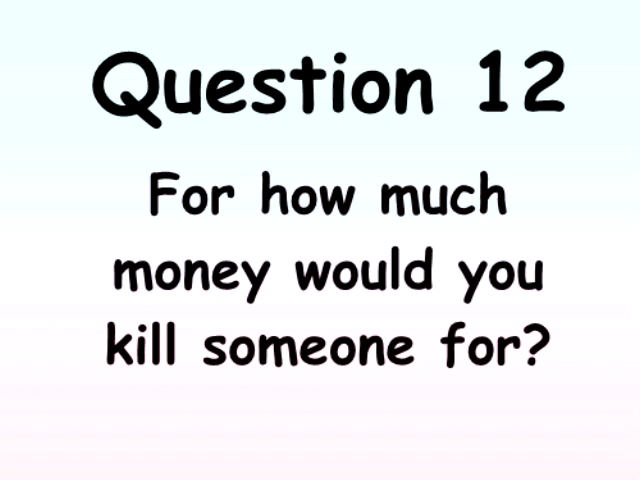 Question 12
For how much
money would you
kill someone for?